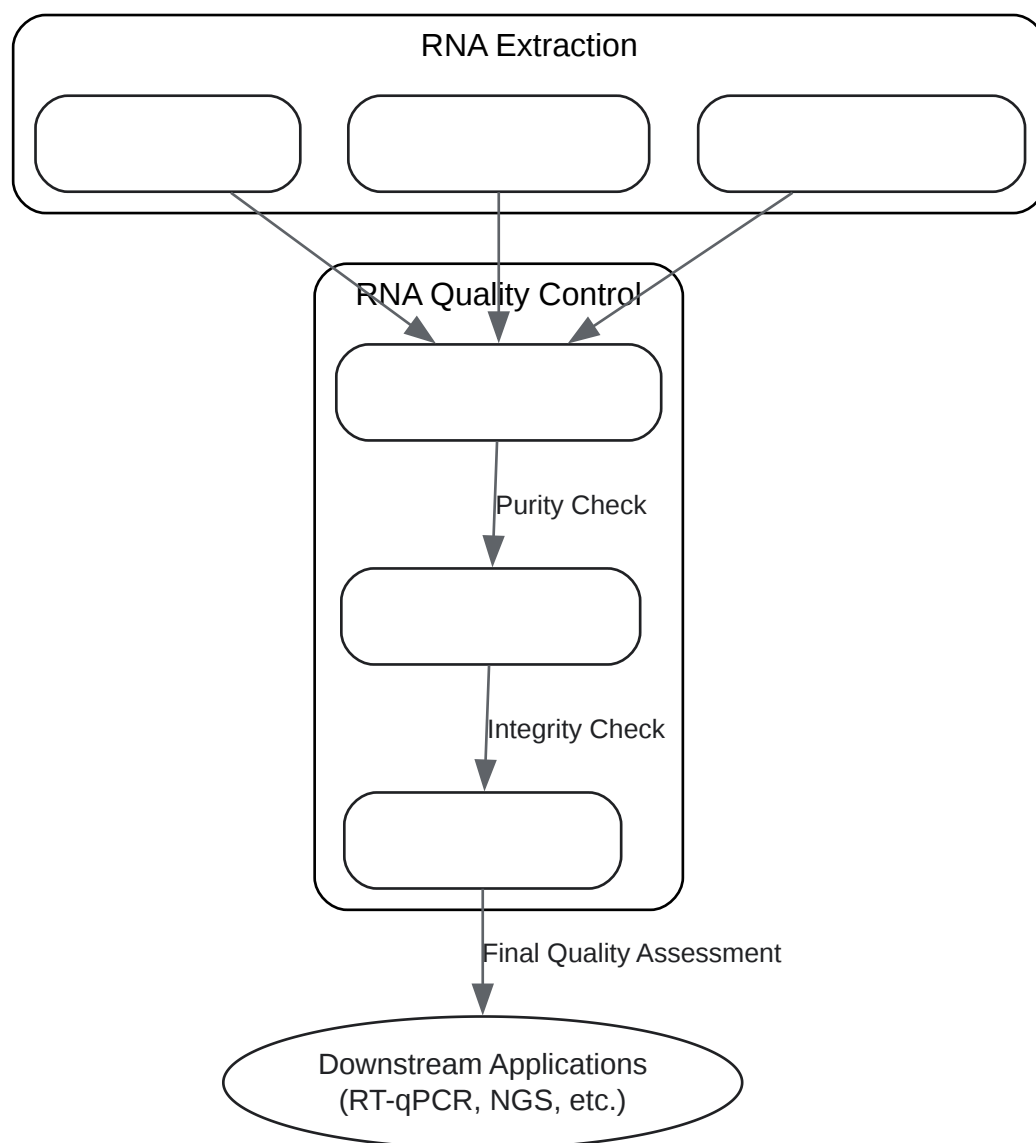 RNA Extraction
RNA Quality Control
Purity Check
Integrity Check
Final Quality Assessment
Downstream Applications
(RT-qPCR, NGS, etc.)